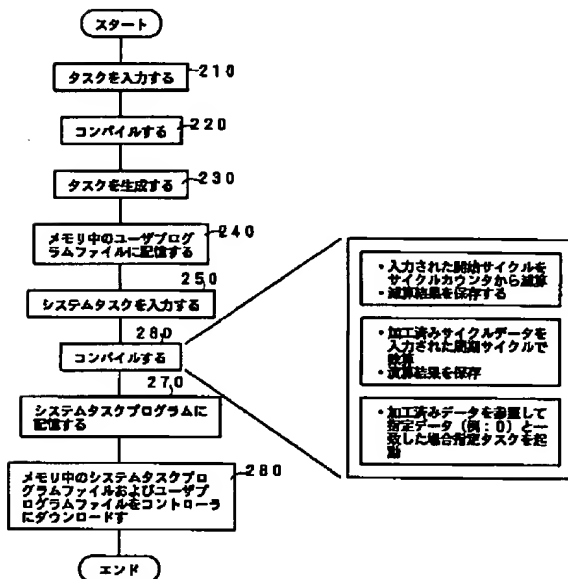 スタート
タスクを入力する
210
コンパイルする
220
タスクを生成する
230
メモリ中のユーザプログ
ラムファイルに記憶する
240
250
システムタスクを入力する
280
コンパイルする
270
システムタスクプログラムに
記憶する
280
メモリ中のシステムタスクプロ
グラムファイルおよびユーザプ
ログラムファイルをコントローラ
にダウンロードす
エンド
・入力された開始サイクルを
サイクルカウンタから減算
・減算結果を保存する
・加工済みサイクルデータを
入力された周期サイクルで
除算
・演算結果を保存
・加工済みデータを参照して
指定データ(例:0)と一
致した場合指定タスクを起
動